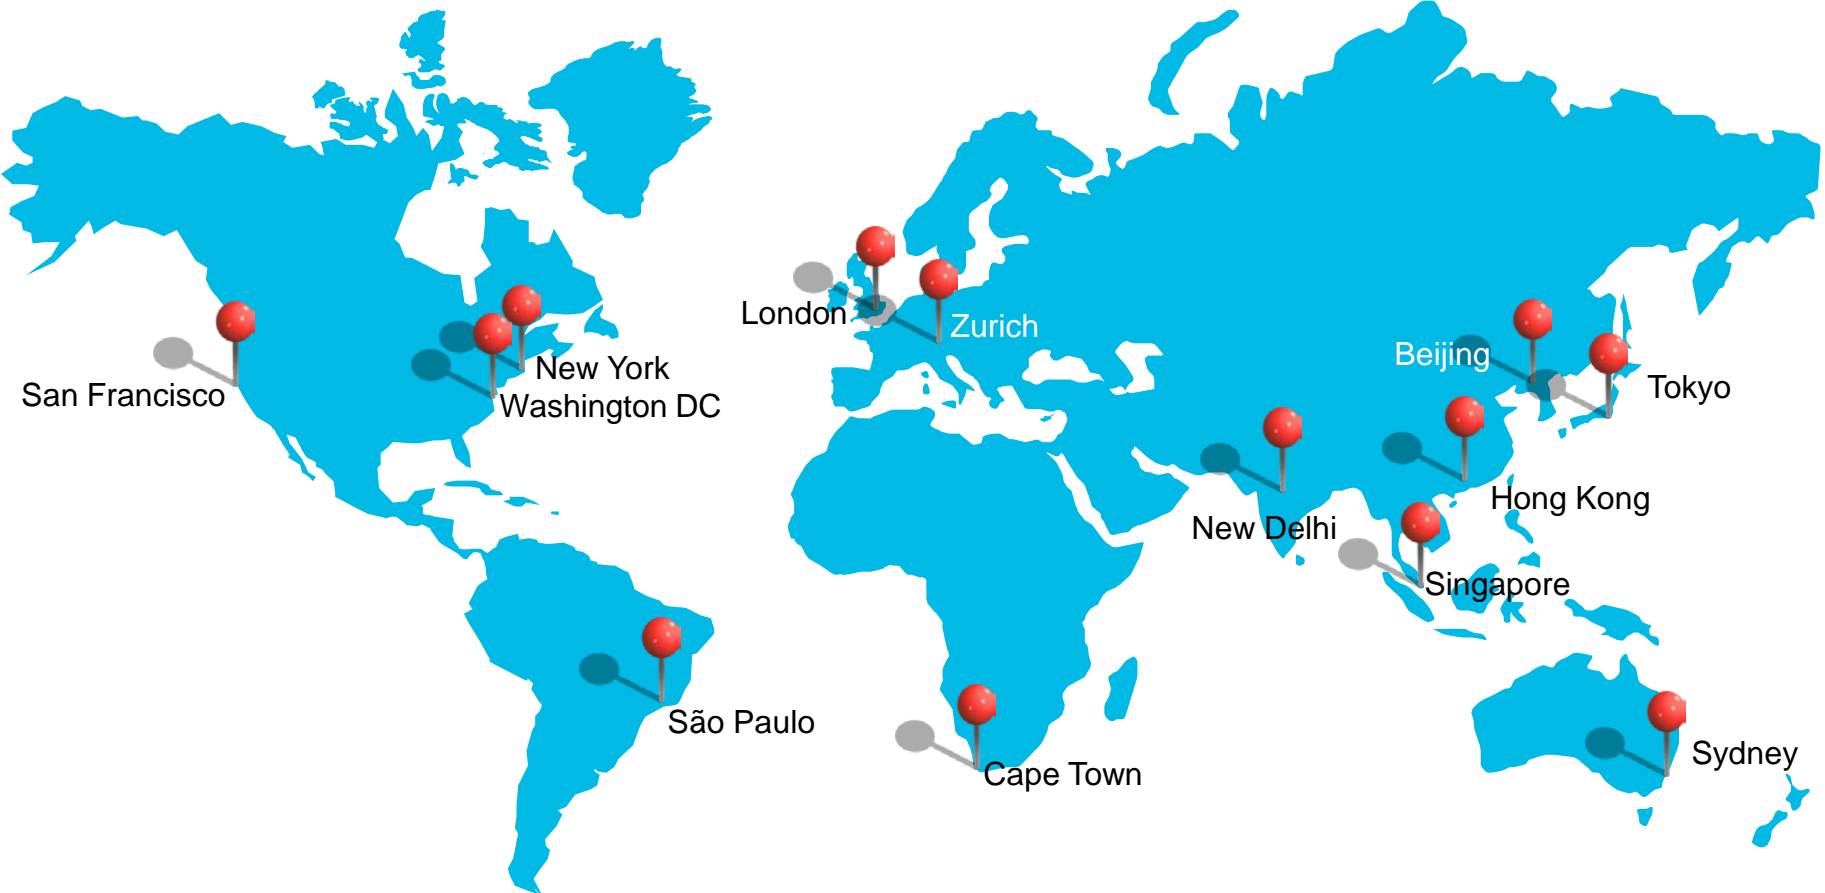 London
Zurich
Beijing
New York
San Francisco
Washington DC
Tokyo
Hong Kong
New Delhi
Singapore
São Paulo
Cape Town
Sydney